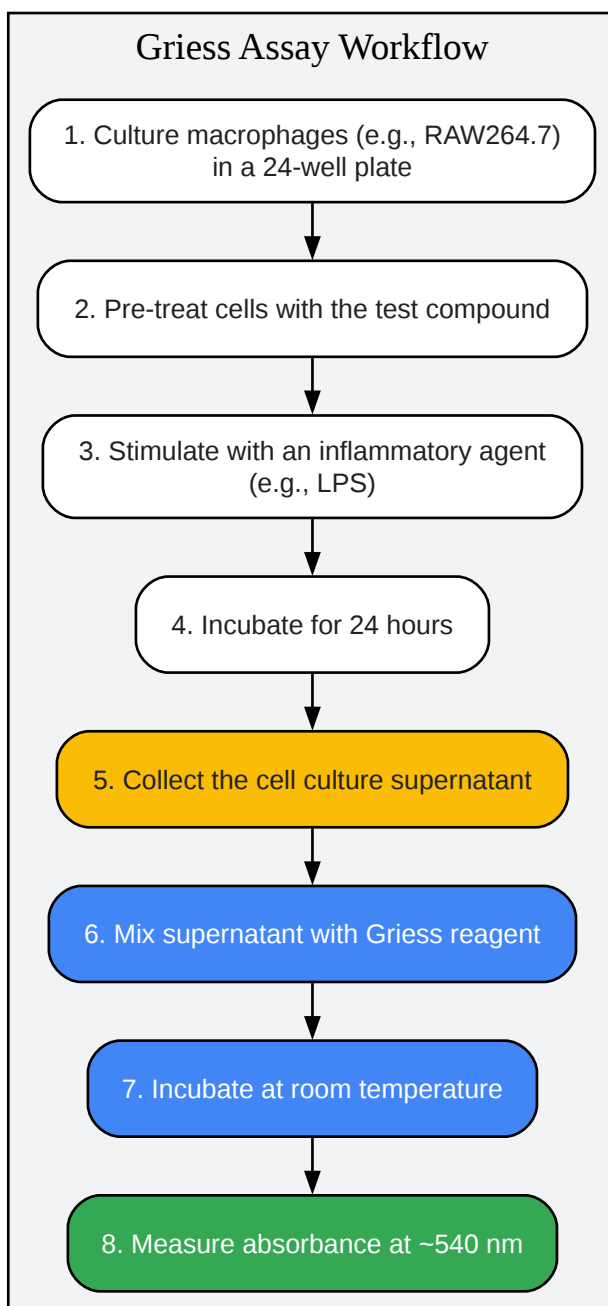 Griess Assay Workflow
1. Culture macrophages (e.g., RAW264.7)
in a 24-well plate
2. Pre-treat cells with the test compound
3. Stimulate with an inflammatory agent
(e.g., LPS)
4. Incubate for 24 hours
5. Collect the cell culture supernatant
6. Mix supernatant with Griess reagent
7. Incubate at room temperature
8. Measure absorbance at ~540 nm